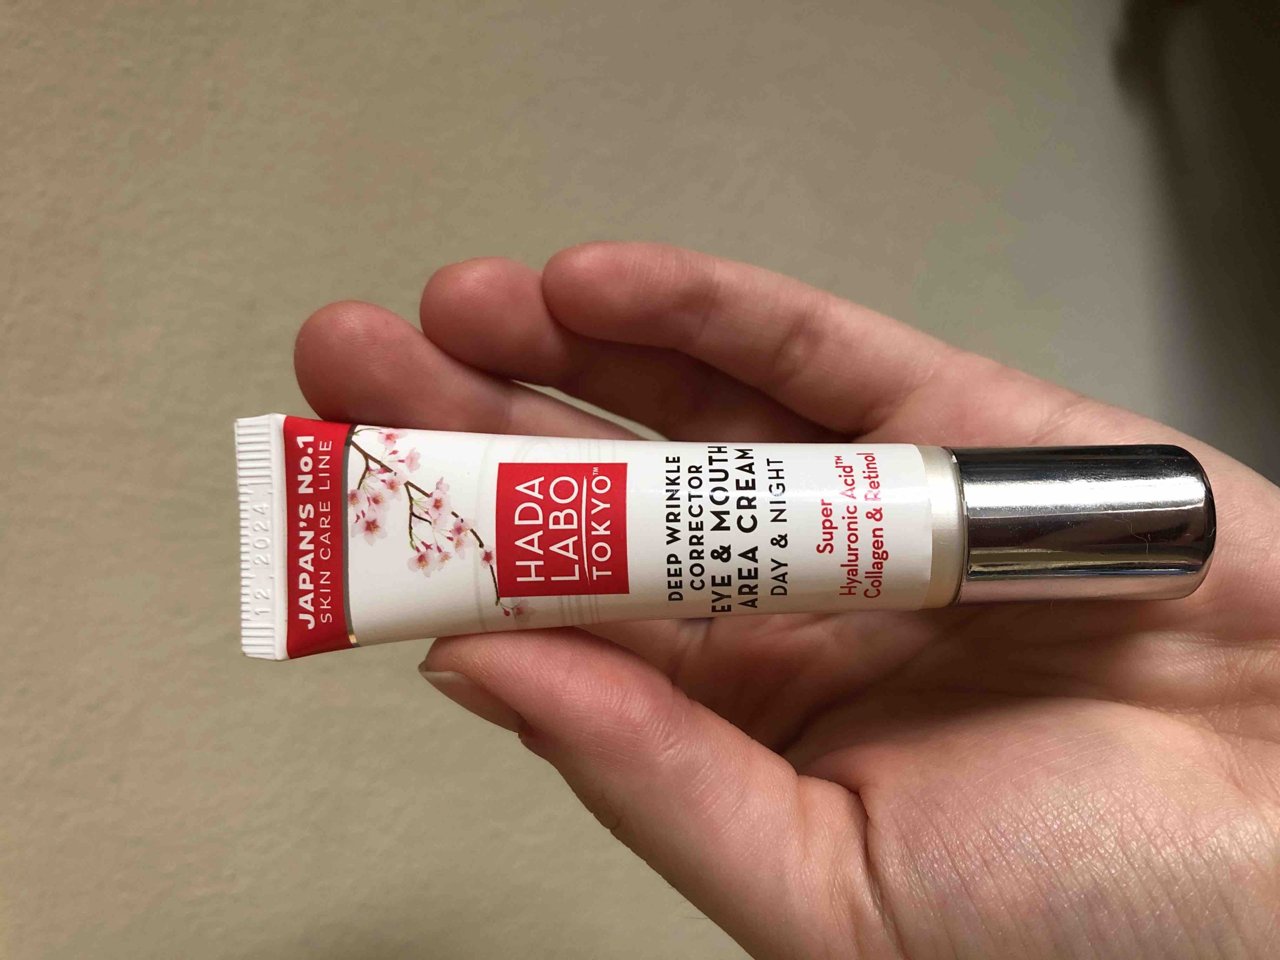 12 2024
JAPAN'S No.1
SKIN CARE LINE
HADA
LABO
TOKYO™
DEEP WRINKLE
CORRECTOR
EYE & MOUTH
AREA CREAM
DAY & NIGHT
Super
Hyaluronic Acid™
Collagen & Retinol